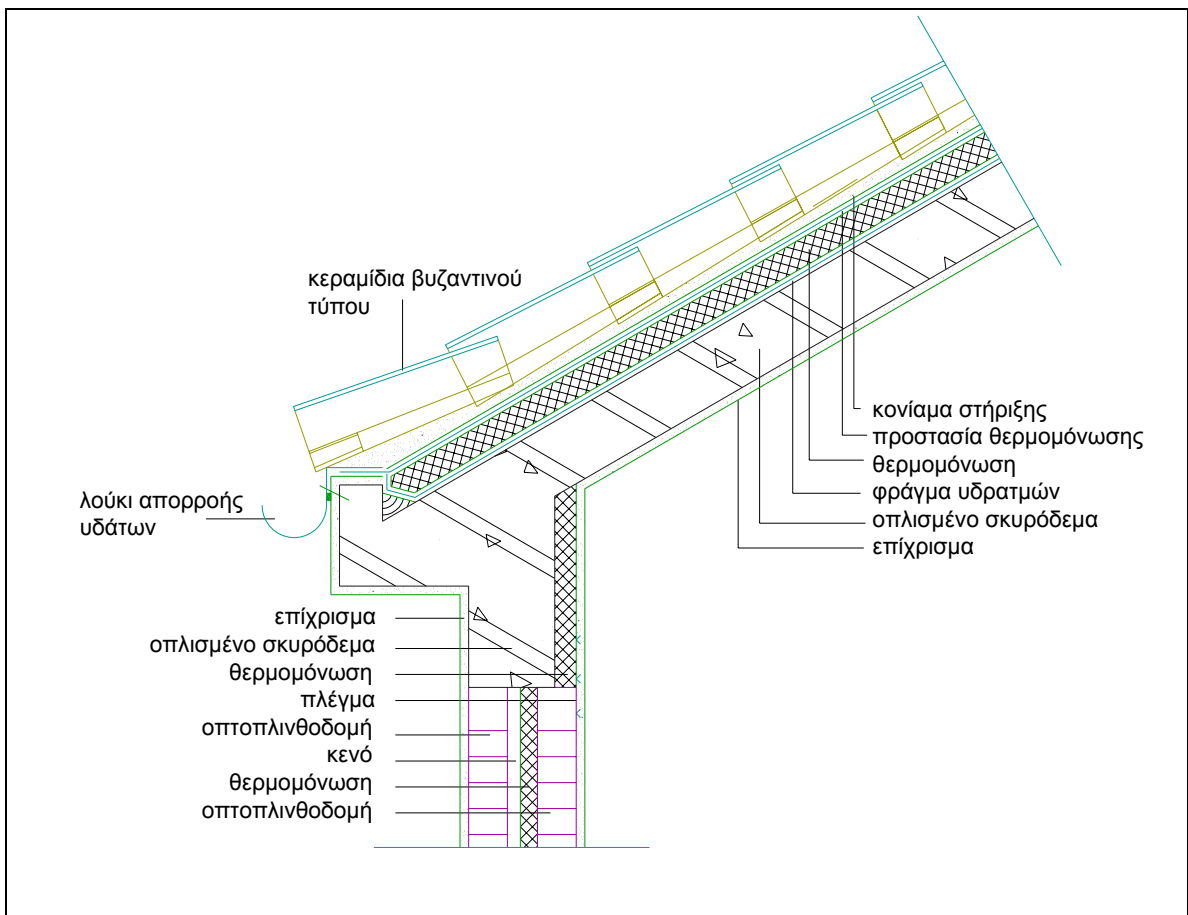 κεραμίδια βυζαντινού
τύπου
λούκι απορροής
υδάτων
κονίαμα στήριξης
προστασία θερμομόνωσης
θερμομόνωση
φράγμα υδρατμών
οπλισμένο σκυρόδεμα
επίχρισμα
επίχρισμα
οπλισμένο σκυρόδεμα
θερμομόνωση
πλέγμα
οπτοπλινθοδομή
κενό
θερμομόνωση
οπτοπλινθοδομή